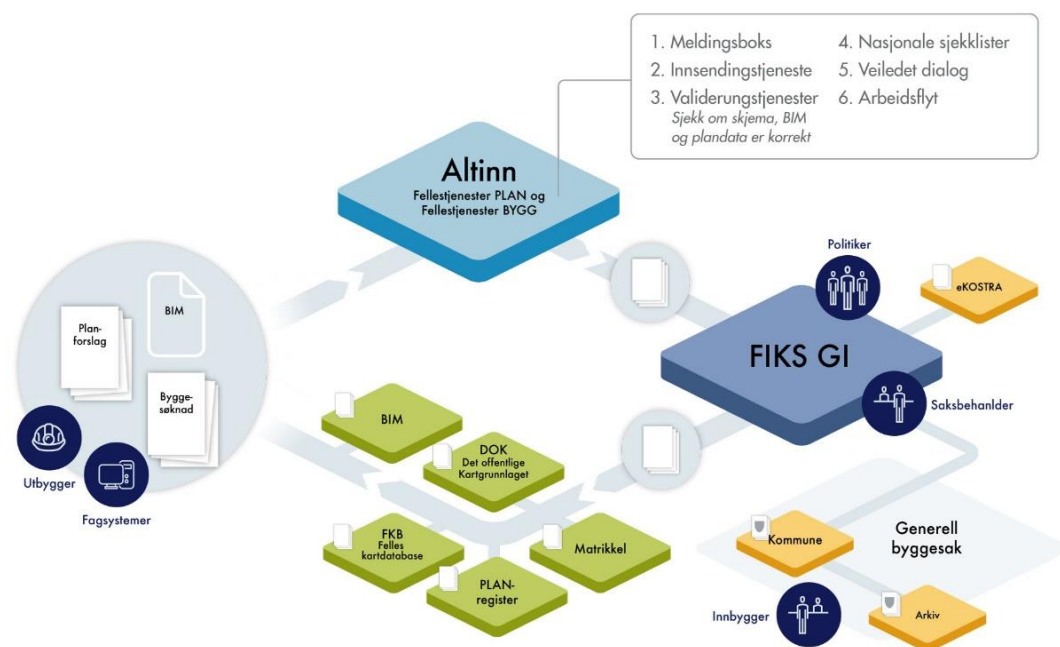 1. Meldingsboks
2. Innsendingstjeneste
3. Valideringstjenester
Sjekk om skjema, BIM
og plandata er korrekt
4. Nasjonale sjekklister
5. Veiledet dialog
6. Arbeidsflyt
Altinn
Fellestjenester PLAN og
Fellestjenester BYGG
Politiker
eKOSTRA
BIM
Plan-
forslag
FIKS GI
Bygge-
søknad
Saksbehanlder
BIM
DOK
Det offentlige
Kartgrunnlaget
Utbygger
Fagsystemer
FKB
Felles
kartdatabase
Matrikkel
PLAN-
register
Kommune
Generell
byggesak
Innbygger
Arkiv